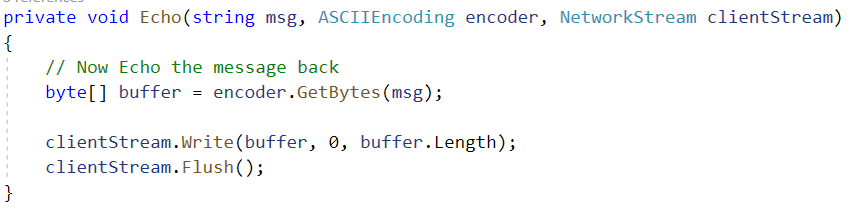 private void Echo(string msg, ASCIIEncoding encoder, NetworkStream clientStream)
{
    // Now Echo the message back
    byte[] buffer = encoder.GetBytes(msg);

    clientStream.Write(buffer, 0, buffer.Length);
    clientStream.Flush();
}